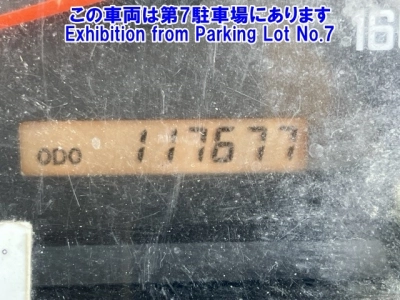 この車両は第7駐車場にあります
Exhibition from Parking Lot No.7
160
ODO 117677